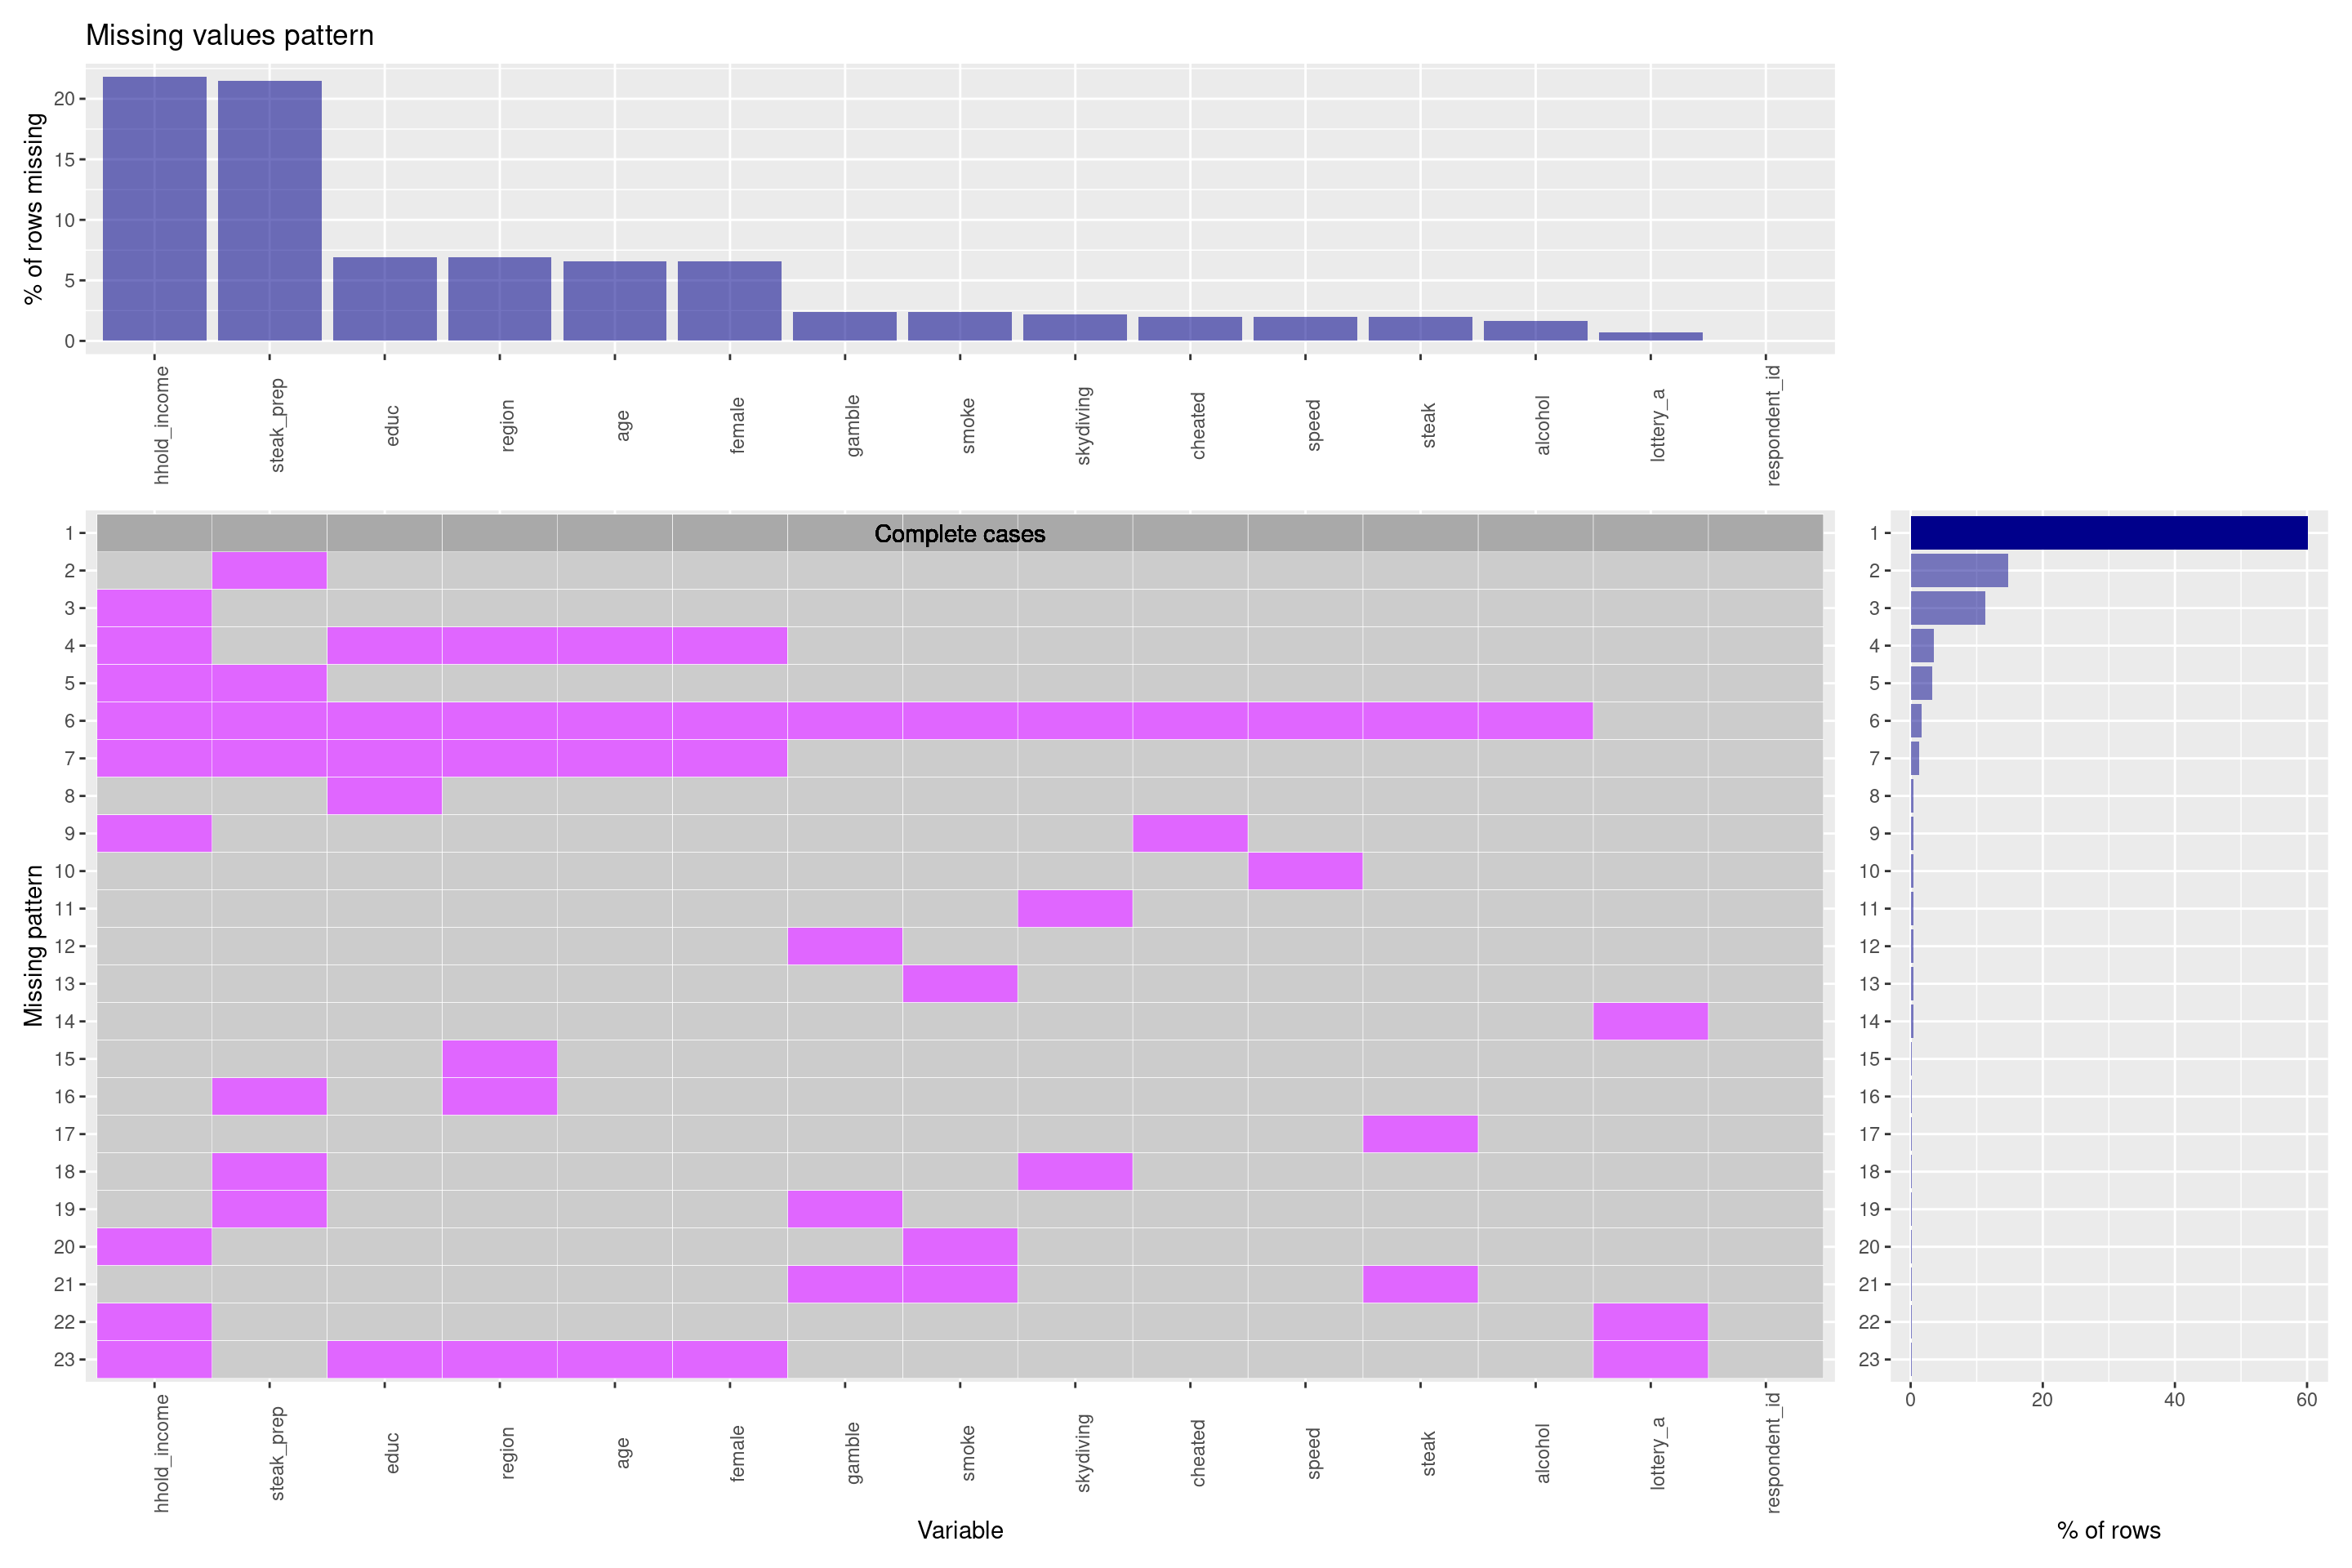 Missing values pattern
% of rows missing
20
15
10
5
0
hhold_income
steak_prep
educ
region
age
female
gamble
smoke
skydiving
cheated
speed
steak
alcohol
lottery_a
respondent_id
Missing pattern
1
2
3
4
5
6
7
8
9
10
11
12
13
14
15
16
17
18
19
20
21
22
23
Complete cases
hhold_income
steak_prep
educ
region
age
female
gamble
smoke
skydiving
cheated
speed
steak
alcohol
lottery_a
respondent_id
Variable
1
2
3
4
5
6
7
8
9
10
11
12
13
14
15
16
17
18
19
20
21
22
23
0
20
40
60
% of rows